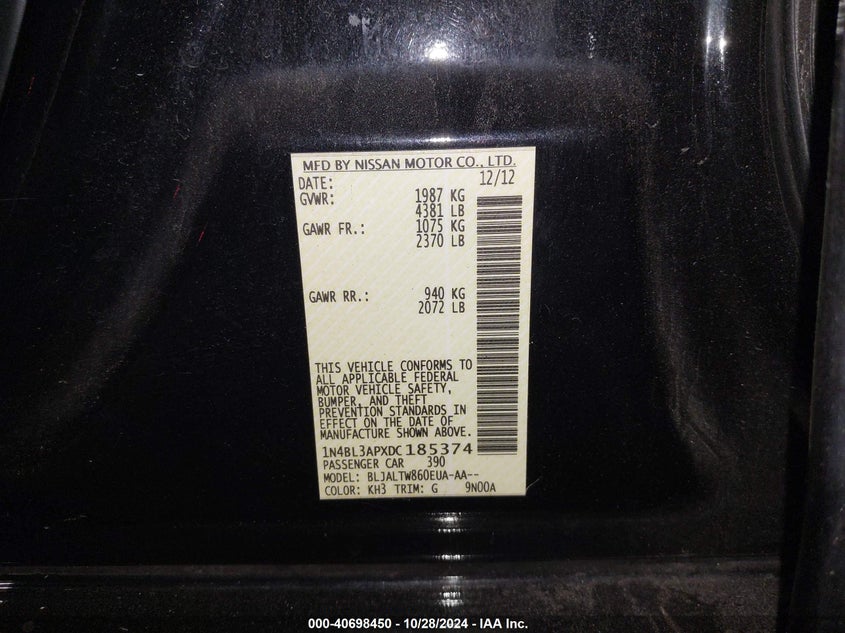 MFD BY NISSAN MOTOR CO., LTD.
DATE: 12/12
GVWR: 1987 KG
4381 LB
GAWR FR.: 1075 KG
2370 LB
GAWR RR.: 940 KG
2072 LB
THIS VEHICLE CONFORMS TO
ALL APPLICABLE FEDERAL
MOTOR VEHICLE SAFETY,
BUMPER, AND THEFT
PREVENTION STANDARDS IN
EFFECT ON THE DATE OF
MANUFACTURE SHOWN ABOVE.
1N4BL3APXDC185374
PASSENGER CAR 390
MODEL: BLJALTW860EUA-AA--
COLOR: KH3 TRIM: G 9N00A
000-40698450 - 10/28/2024 - IAA Inc.